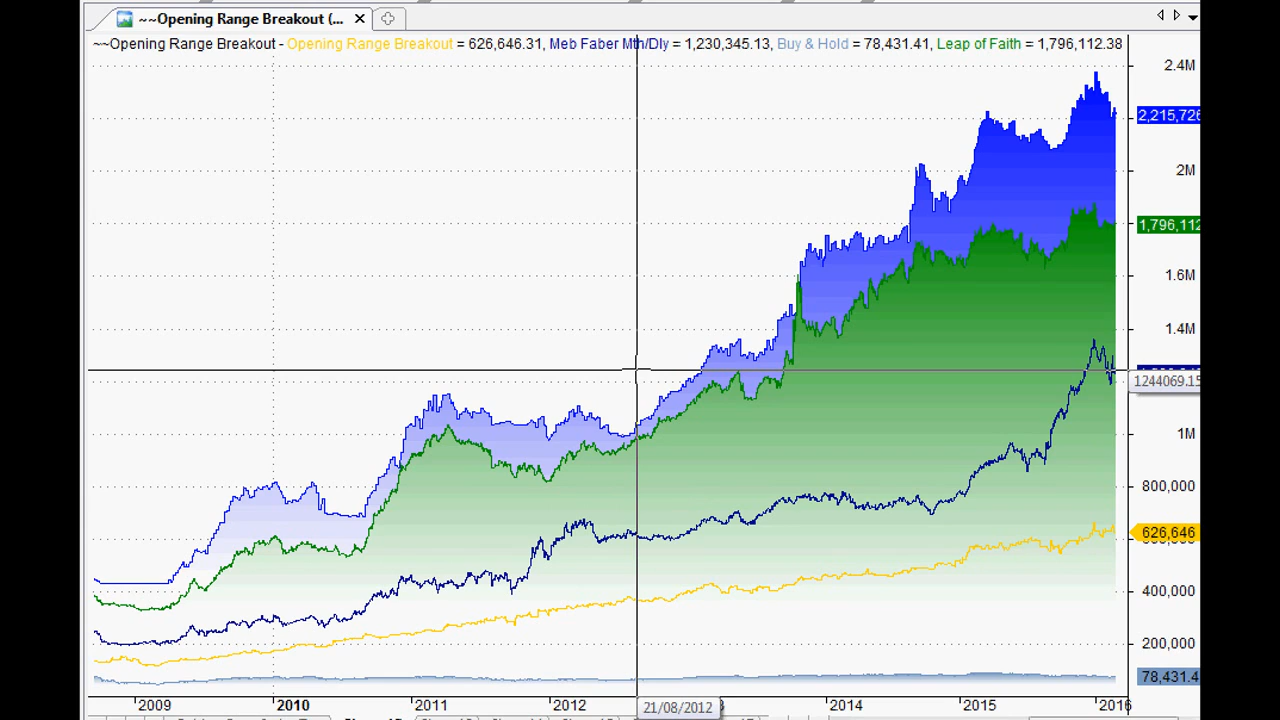 ~~Opening Range Breakout (...
~~Opening Range Breakout - Opening Range Breakout = 626,646.31, Meb Faber Mth/Dly = 1,230,345.13, Buy & Hold = 78,431.41, Leap of Faith = 1,796,112.38
2.4M
2,215,726
2M
1,796,112
1.6M
1.4M
1244069.15
1M
800,000
626,646
400,000
200,000
78,431.4
2009 2010 2011 2012 21/08/2012 2014 2015 2016